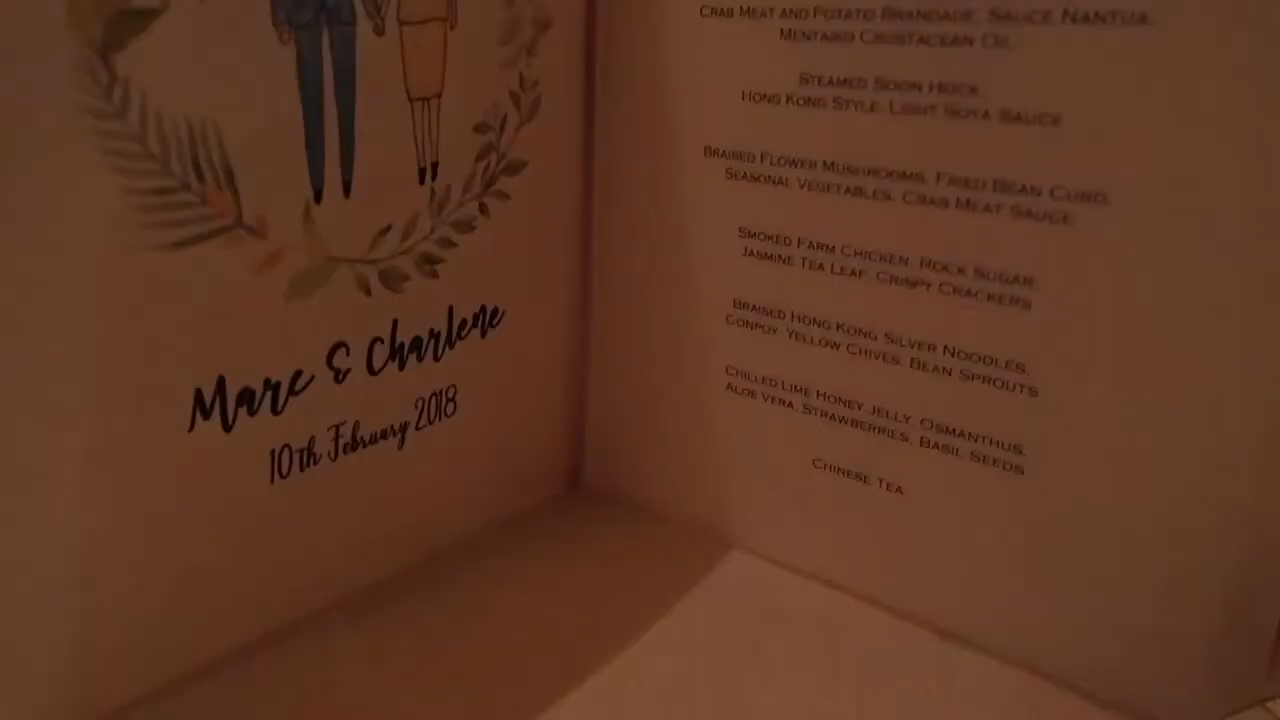 Marc & Charlene
10th February 2018
CRAB MEAT AND POTATO BRANDADE, SAUCE NANTUA,
MENTAIKO CRUSTACEAN OIL
STEAMED SOON HOCK,
HONG KONG STYLE, LIGHT SOYA SAUCE
BRAISED FLOWER MUSHROOMS, FRIED BEAN CURD,
SEASONAL VEGETABLES, CRAB MEAT SAUCE
SMOKED FARM CHICKEN, ROCK SUGAR,
JASMINE TEA LEAF, CRISPY CRACKERS
BRAISED HONG KONG SILVER NOODLES,
CONPOY, YELLOW CHIVES, BEAN SPROUTS
CHILLED LIME HONEY JELLY, OSMANTHUS,
ALOE VERA, STRAWBERRIES, BASIL SEEDS
CHINESE TEA